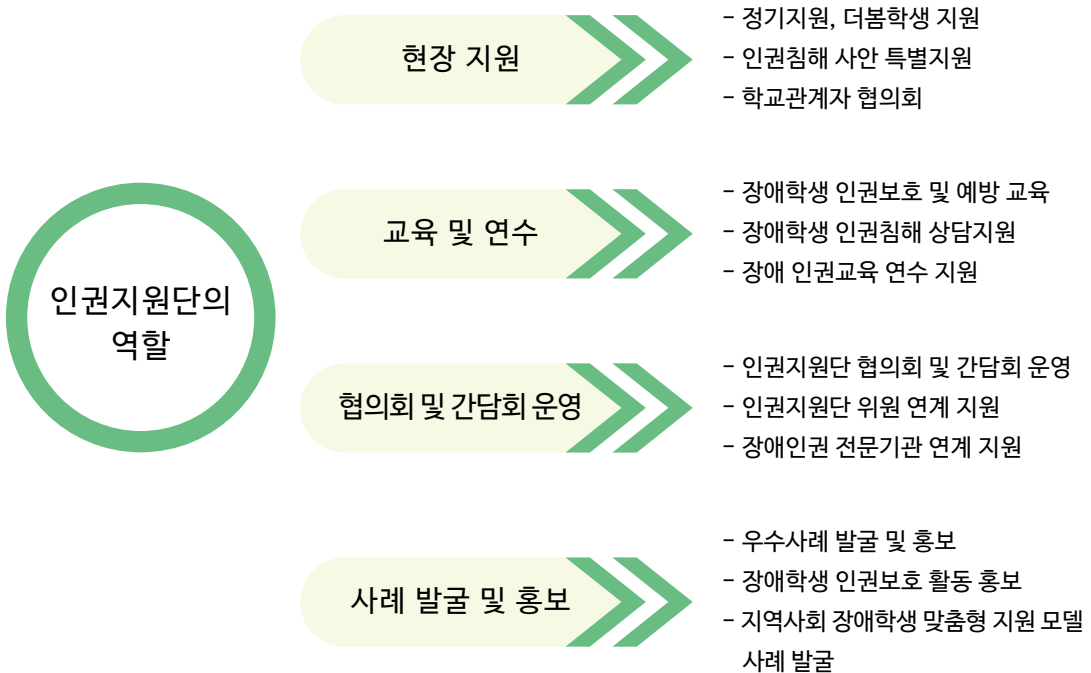 인권지원단의
역할
현장 지원
- 정기지원, 더봄학생 지원
- 인권침해 사안 특별지원
- 학교관계자 협의회
교육 및 연수
- 장애학생 인권보호 및 예방 교육
- 장애학생 인권침해 상담지원
- 장애 인권교육 연수 지원
협의회 및 간담회 운영
- 인권지원단 협의회 및 간담회 운영
- 인권지원단 위원 연계 지원
- 장애인권 전문기관 연계 지원
사례 발굴 및 홍보
- 우수사례 발굴 및 홍보
- 장애학생 인권보호 활동 홍보
- 지역사회 장애학생 맞춤형 지원 모델
사례 발굴